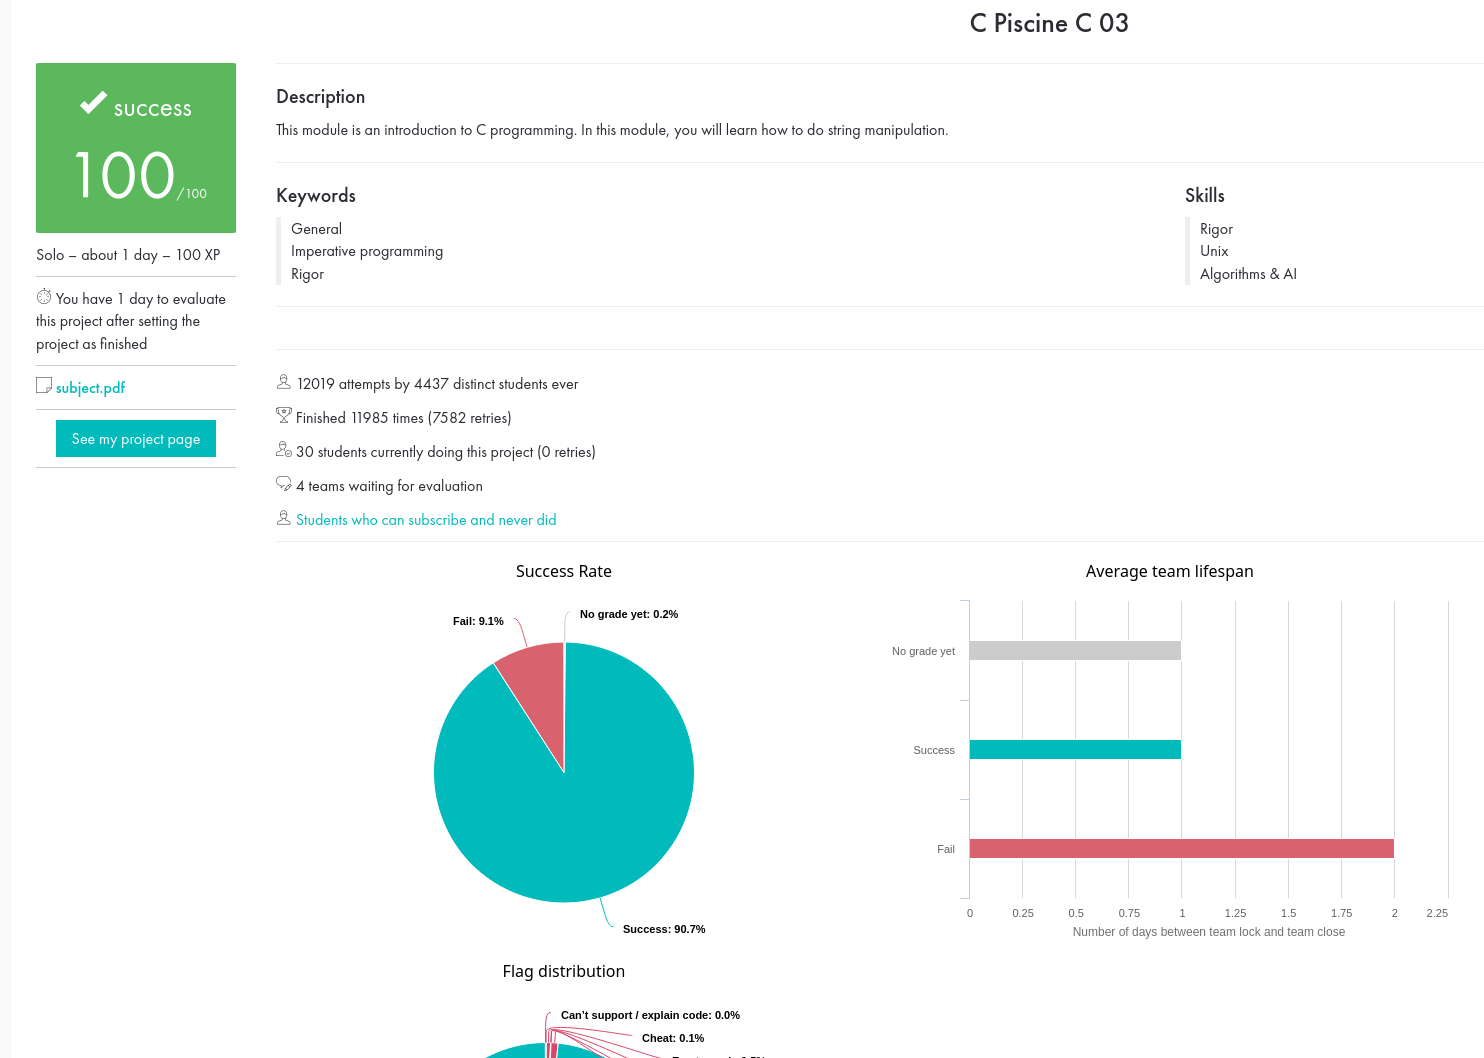 C Piscine C 03
success
100/100
Solo – about 1 day – 100 XP
You have 1 day to evaluate
this project after setting the
project as finished
subject.pdf
See my project page
Description
This module is an introduction to C programming. In this module, you will learn how to do string manipulation.
Keywords
General
Imperative programming
Rigor
Skills
Rigor
Unix
Algorithms & AI
12019 attempts by 4437 distinct students ever
Finished 11985 times (7582 retries)
30 students currently doing this project (0 retries)
4 teams waiting for evaluation
Students who can subscribe and never did
Success Rate
No grade yet: 0.2%
Fail: 9.1%
Success: 90.7%
Average team lifespan
No grade yet
Success
Fail
0 0.25 0.5 0.75 1 1.25 1.5 1.75 2 2.25
Number of days between team lock and team close
Flag distribution
Can't support / explain code: 0.0%
Cheat: 0.1%